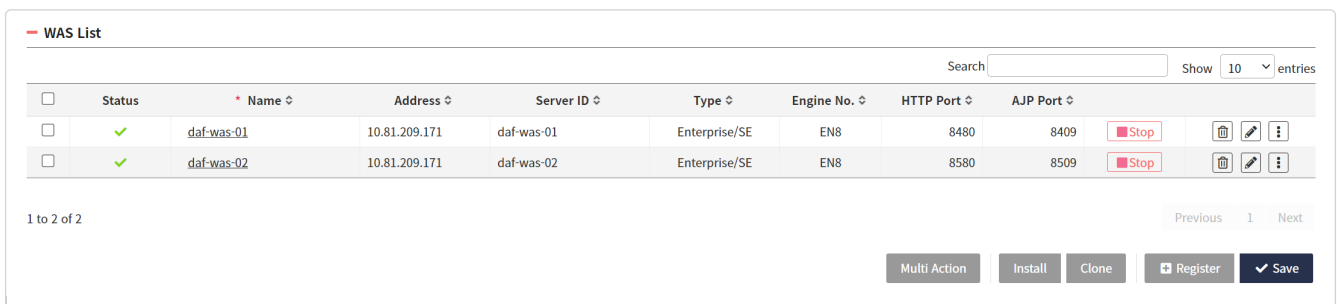 WAS List
Search Show 10 entries
Status * Name Address Server ID Type Engine No. HTTP Port AJP Port
daf-was-01 10.81.209.171 daf-was-01 Enterprise/SE EN8 8480 8409 Stop
daf-was-02 10.81.209.171 daf-was-02 Enterprise/SE EN8 8580 8509 Stop
1 to 2 of 2
Previous 1 Next
Multi Action Install Clone Register Save